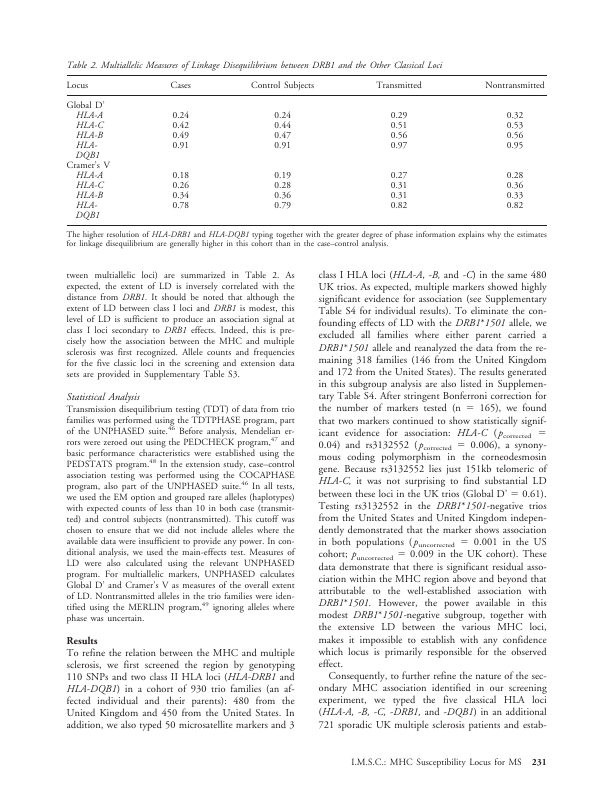 Table 2. Multiallelic Measures of Linkage Disequilibrium between DRB1 and the Other Classical Loci
Locus Cases Control Subjects Transmitted Nontransmitted
Global D'
HLA-A 0.24 0.24 0.29 0.32
HLA-C 0.42 0.44 0.51 0.53
HLA-B 0.49 0.47 0.56 0.56
HLA- 0.91 0.91 0.97 0.95
DQB1
Cramer's V
HLA-A 0.18 0.19 0.27 0.28
HLA-C 0.26 0.28 0.31 0.36
HLA-B 0.34 0.36 0.31 0.33
HLA- 0.78 0.79 0.82 0.82
DQB1
The higher resolution of HLA-DRB1 and HLA-DQB1 typing together with the greater degree of phase information explains why the estimates
for linkage disequilibrium are generally higher in this cohort than in the case–control analysis.
tween multiallelic loci) are summarized in Table 2. As
expected, the extent of LD is inversely correlated with the
distance from DRB1. It should be noted that although the
extent of LD between class I loci and DRB1 is modest, this
level of LD is sufficient to produce an association signal at
class I loci secondary to DRB1 effects. Indeed, this is pre-
cisely how the association between the MHC and multiple
sclerosis was first recognized. Allele counts and frequencies
for the five classic loci in the screening and extension data
sets are provided in Supplementary Table S3.
Statistical Analysis
Transmission disequilibrium testing (TDT) of data from trio
families was performed using the TDTPHASE program, part
of the UNPHASED suite.46 Before analysis, Mendelian er-
rors were zeroed out using the PEDCHECK program,47 and
basic performance characteristics were established using the
PEDSTATS program.48 In the extension study, case–control
association testing was performed using the COCAPHASE
program, also part of the UNPHASED suite.46 In all tests,
we used the EM option and grouped rare alleles (haplotypes)
with expected counts of less than 10 in both case (transmit-
ted) and control subjects (nontransmitted). This cutoff was
chosen to ensure that we did not include alleles where the
available data were insufficient to provide any power. In con-
ditional analysis, we used the main-effects test. Measures of
LD were also calculated using the relevant UNPHASED
program. For multiallelic markers, UNPHASED calculates
Global D' and Cramer's V as measures of the overall extent
of LD. Nontransmitted alleles in the trio families were iden-
tified using the MERLIN program,49 ignoring alleles where
phase was uncertain.
Results
To refine the relation between the MHC and multiple
sclerosis, we first screened the region by genotyping
110 SNPs and two class II HLA loci (HLA-DRB1 and
HLA-DQB1) in a cohort of 930 trio families (an af-
fected individual and their parents): 480 from the
United Kingdom and 450 from the United States. In
addition, we also typed 50 microsatellite markers and 3
class I HLA loci (HLA-A, -B, and -C) in the same 480
UK trios. As expected, multiple markers showed highly
significant evidence for association (see Supplementary
Table S4 for individual results). To eliminate the con-
founding effects of LD with the DRB1*1501 allele, we
excluded all families where either parent carried a
DRB1*1501 allele and reanalyzed the data from the re-
maining 318 families (146 from the United Kingdom
and 172 from the United States). The results generated
in this subgroup analysis are also listed in Supplemen-
tary Table S4. After stringent Bonferroni correction for
the number of markers tested (n = 165), we found
that two markers continued to show statistically signif-
icant evidence for association: HLA-C (pcorrected =
0.04) and rs3132552 (pcorrected = 0.006), a synony-
mous coding polymorphism in the corneodesmosin
gene. Because rs3132552 lies just 151kb telomeric of
HLA-C, it was not surprising to find substantial LD
between these loci in the UK trios (Global D' = 0.61).
Testing rs3132552 in the DRB1*1501-negative trios
from the United States and United Kingdom indepen-
dently demonstrated that the marker shows association
in both populations (puncorrected = 0.001 in the US
cohort; puncorrected = 0.009 in the UK cohort). These
data demonstrate that there is significant residual asso-
ciation within the MHC region above and beyond that
attributable to the well-established association with
DRB1*1501. However, the power available in this
modest DRB1*1501-negative subgroup, together with
the extensive LD between the various MHC loci,
makes it impossible to establish with any confidence
which locus is primarily responsible for the observed
effect.
Consequently, to further refine the nature of the sec-
ondary MHC association identified in our screening
experiment, we typed the five classical HLA loci
(HLA-A, -B, -C, -DRB1, and -DQB1) in an additional
721 sporadic UK multiple sclerosis patients and estab-
I.M.S.C.: MHC Susceptibility Locus for MS 231